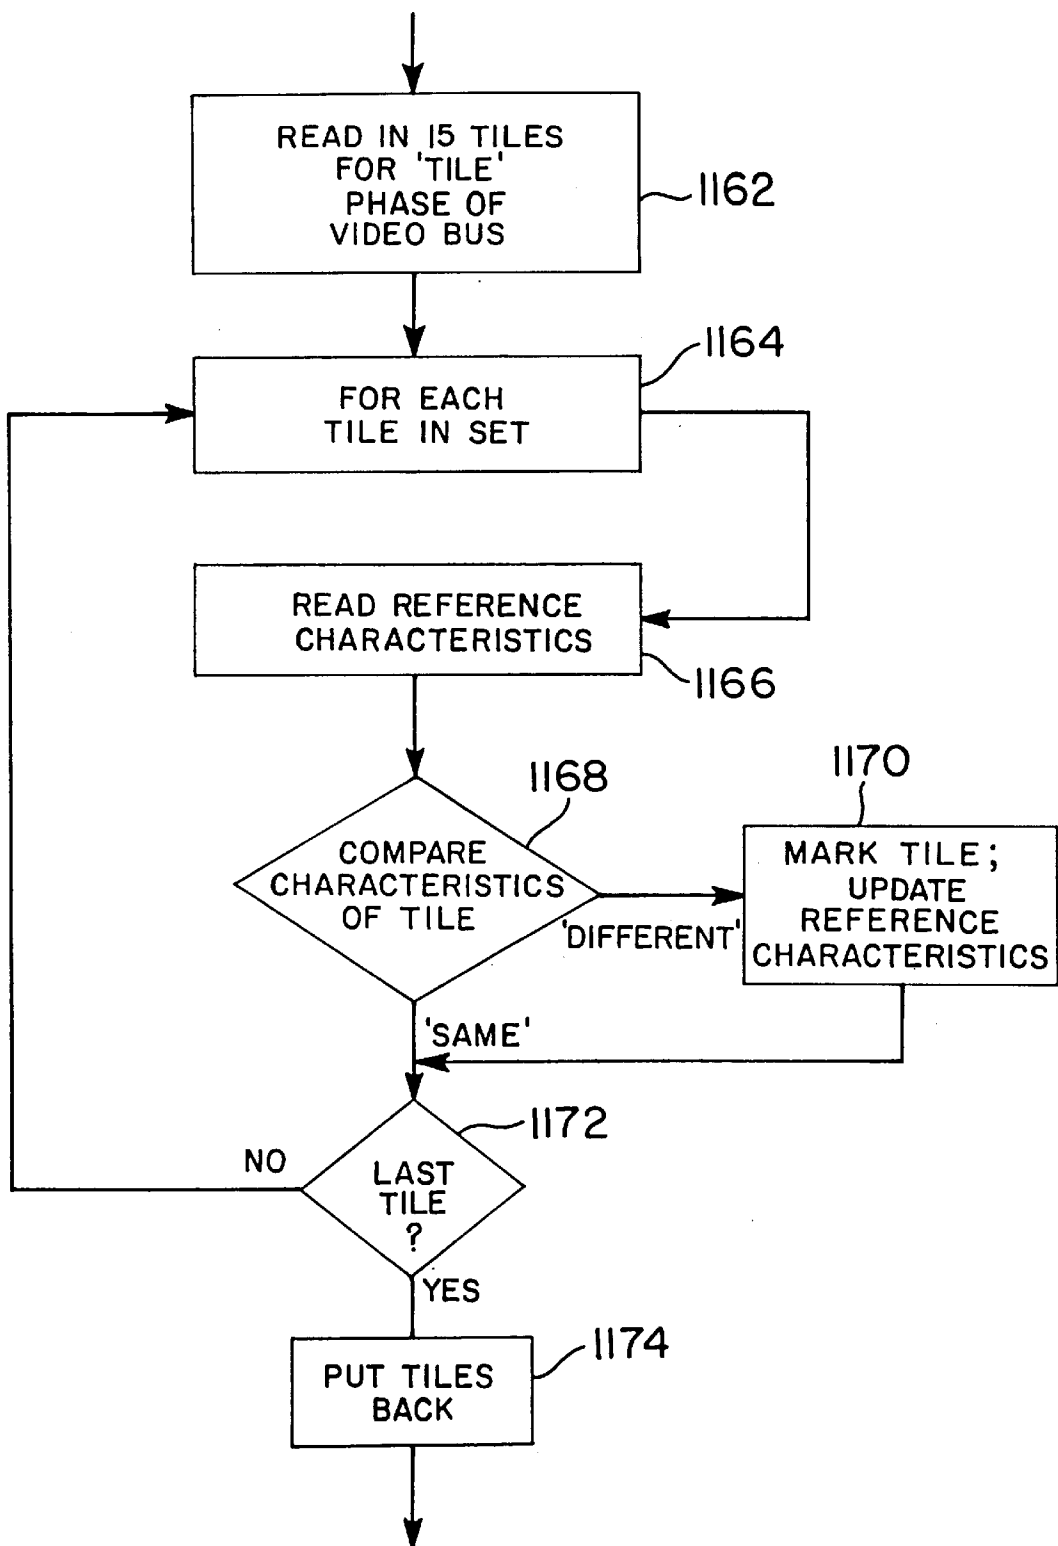 READ IN 15 TILES
FOR 'TILE'
PHASE OF
VIDEO BUS
1162
1164
FOR EACH
TILE IN SET
READ REFERENCE
CHARACTERISTICS
1166
1168
COMPARE
CHARACTERISTICS
OF TILE
'DIFFERENT'
1170
MARK TILE;
UPDATE
REFERENCE
CHARACTERISTICS
'SAME'
1172
NO
LAST
TILE
?
YES
1174
PUT TILES
BACK